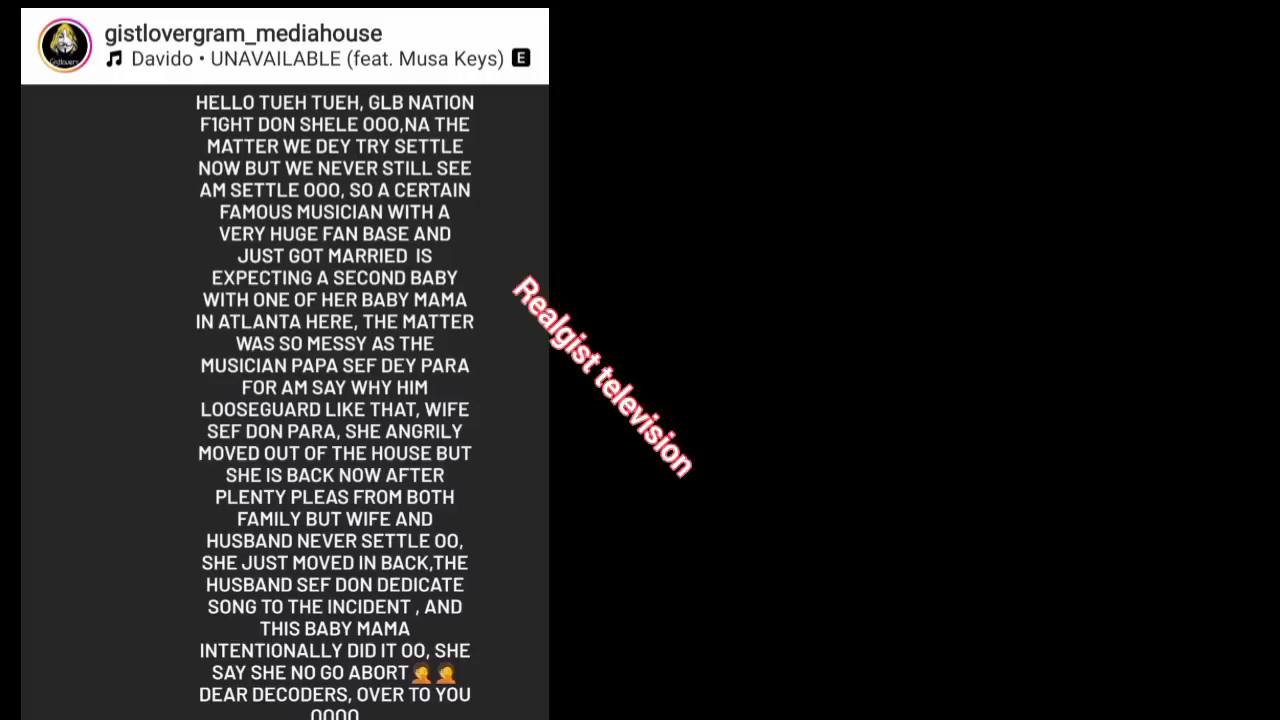 gistlovergram_mediahouse
Davido • UNAVAILABLE (feat. Musa Keys) E
HELLO TUEH TUEH, GLB NATION
F1GHT DON SHELE OOO,NA THE
MATTER WE DEY TRY SETTLE
NOW BUT WE NEVER STILL SEE
AM SETTLE OOO, SO A CERTAIN
FAMOUS MUSICIAN WITH A
VERY HUGE FAN BASE AND
JUST GOT MARRIED IS
EXPECTING A SECOND BABY
WITH ONE OF HER BABY MAMA
IN ATLANTA HERE, THE MATTER
WAS SO MESSY AS THE
MUSICIAN PAPA SEF DEY PARA
FOR AM SAY WHY HIM
LOOSEGUARD LIKE THAT, WIFE
SEF DON PARA, SHE ANGRILY
MOVED OUT OF THE HOUSE BUT
SHE IS BACK NOW AFTER
PLENTY PLEAS FROM BOTH
FAMILY BUT WIFE AND
HUSBAND NEVER SETTLE OO,
SHE JUST MOVED IN BACK,THE
HUSBAND SEF DON DEDICATE
SONG TO THE INCIDENT , AND
THIS BABY MAMA
INTENTIONALLY DID IT OO, SHE
SAY SHE NO GO ABORT🤦🤦
DEAR DECODERS, OVER TO YOU
OOOO
Realgist television